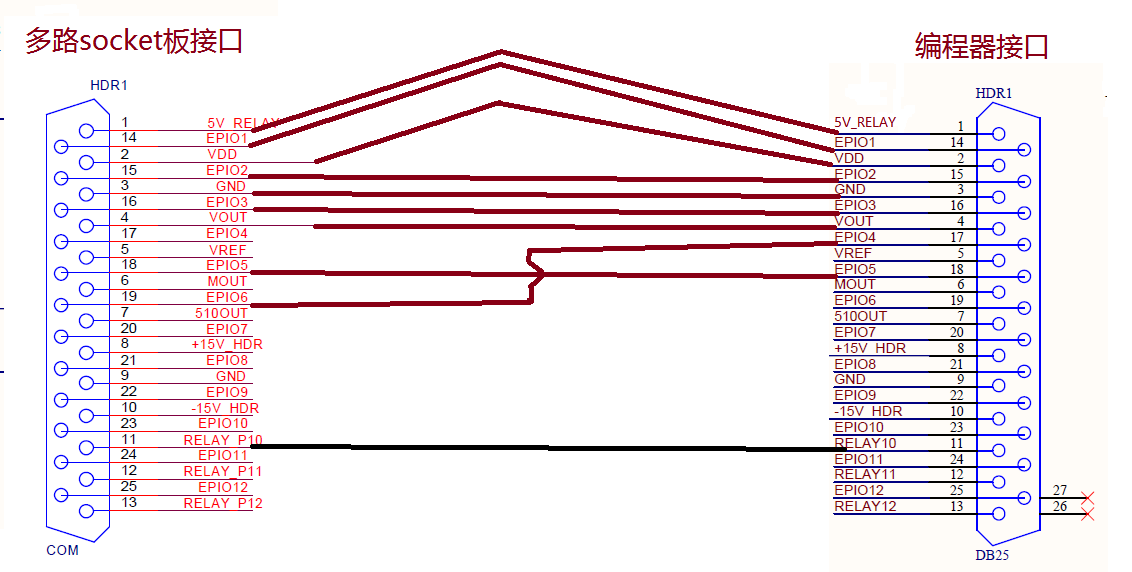 多路socket板接口
编程器接口
HDR1
1 5V_RELAY
14 EPIO1
2 VDD
15 EPIO2
3 GND
16 EPIO3
4 VOUT
17 EPIO4
5 VREF
18 EPIO5
6 MOUT
19 EPIO6
7 510OUT
20 EPIO7
8 +15V_HDR
21 EPIO8
9 GND
22 EPIO9
10 -15V_HDR
23 EPIO10
11 RELAY_P10
24 EPIO11
12 RELAY_P11
25 EPIO12
13 RELAY_P12
COM
HDR1
5V_RELAY 1
EPIO1 14
VDD 2
EPIO2 15
GND 3
EPIO3 16
VOUT 4
EPIO4 17
VREF 5
EPIO5 18
MOUT 6
EPIO6 19
510OUT 7
EPIO7 20
+15V_HDR 8
EPIO8 21
GND 9
EPIO9 22
-15V_HDR 10
EPIO10 23
RELAY10 11
EPIO11 24
RELAY11 12
EPIO12 25
RELAY12 13
27
26
DB25